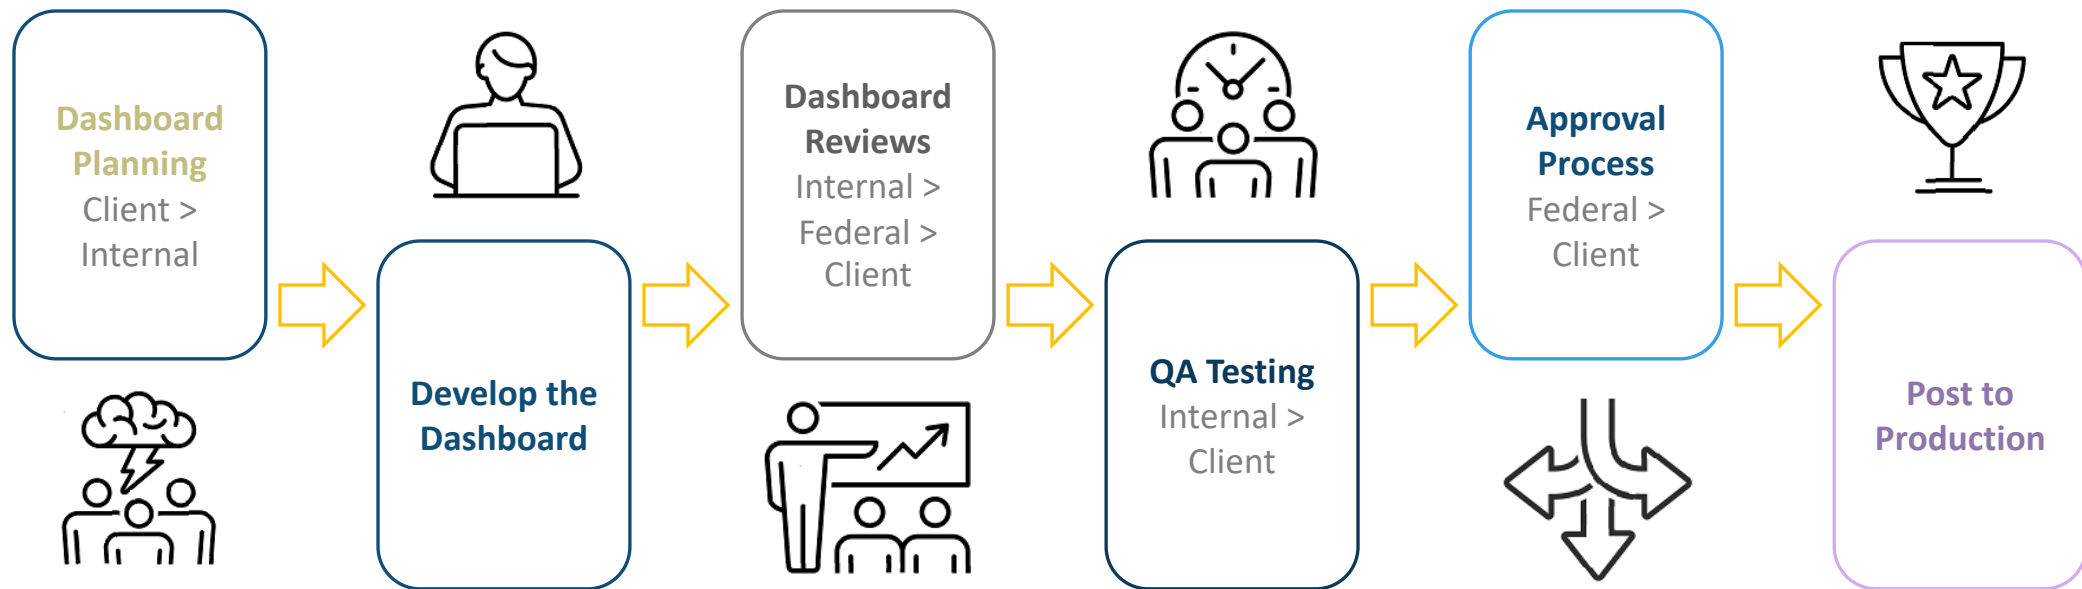 Dashboard
Planning
Client >
Internal
Develop the
Dashboard
Dashboard
Reviews
Internal >
Federal >
Client
QA Testing
Internal >
Client
Approval
Process
Federal >
Client
Post to
Production